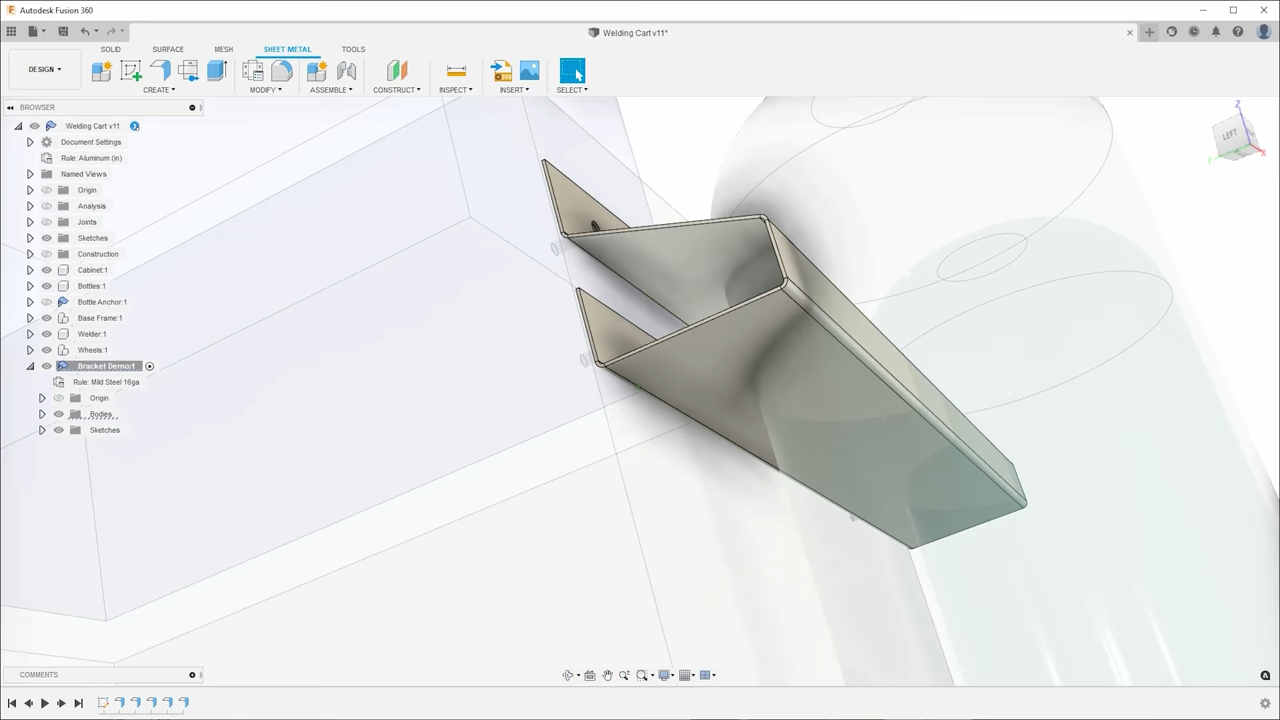 Autodesk Fusion 360
Welding Cart v11*
SOLID SURFACE MESH SHEET METAL TOOLS
DESIGN
CREATE MODIFY ASSEMBLE CONSTRUCT INSPECT INSERT SELECT
BROWSER
Welding Cart v11
Document Settings
Rule: Aluminum (in)
Named Views
Origin
Analysis
Joints
Sketches
Construction
Cabinet:1
Bottles:1
Bottle Anchor:1
Base Frame:1
Welder:1
Wheels:1
Bracket Demo:1
Rule: Mild Steel 16ga
Origin
Bodies
Sketches
Z
LEFT
X
Y
COMMENTS